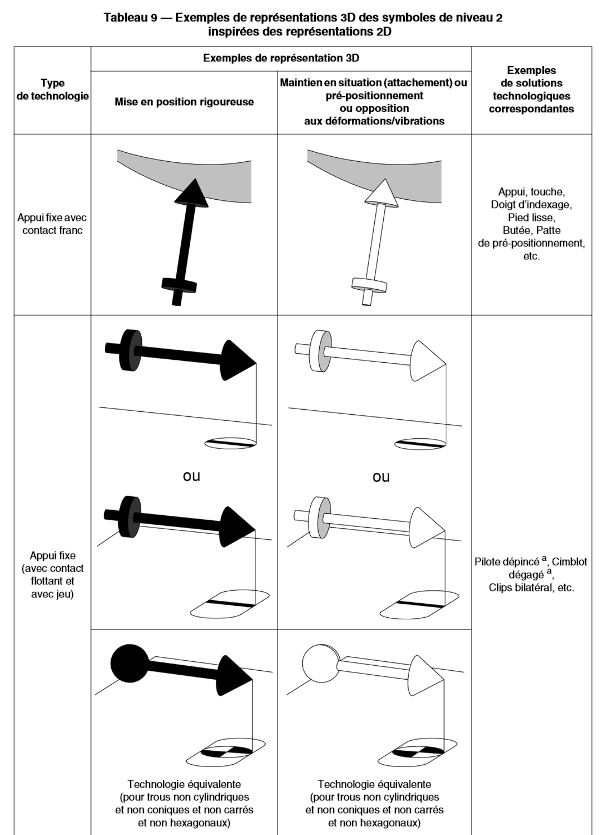 Tableau 9 — Exemples de représentations 3D des symboles de niveau 2
inspirées des représentations 2D
Type
de technologie
Exemples de représentation 3D
Mise en position rigoureuse
Maintien en situation (attachement) ou
pré-positionnement
ou opposition
aux déformations/vibrations
Exemples
de solutions
technologiques
correspondantes
Appui fixe avec
contact franc
Appui, touche,
Doigt d'indexage,
Pied lisse,
Butée, Patte
de pré-positionnement,
etc.
ou
ou
Appui fixe
(avec contact
flottant et
avec jeu)
Pilote dépincé a, Cimblot
dégagé a,
Clips bilatéral, etc.
Technologie équivalente
(pour trous non cylindriques
et non coniques et non carrés
et non hexagonaux)
Technologie équivalente
(pour trous non cylindriques
et non coniques et non carrés
et non hexagonaux)